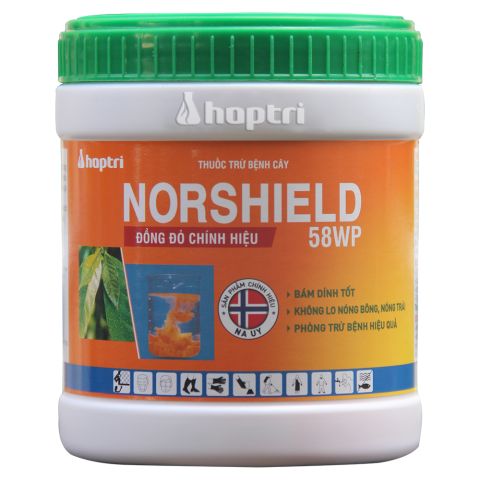 hoptri
hoptri
THUỐC TRỪ BỆNH CÂY
NORSHIELD
ĐỒNG ĐỎ CHÍNH HIỆU
58WP
SẢN PHẨM CHÍNH HIỆU
NA UY
BÁM DÍNH TỐT
KHÔNG LO NÓNG BÔNG, NÓNG TRÁI
PHÒNG TRỪ BỆNH HIỆU QUẢ